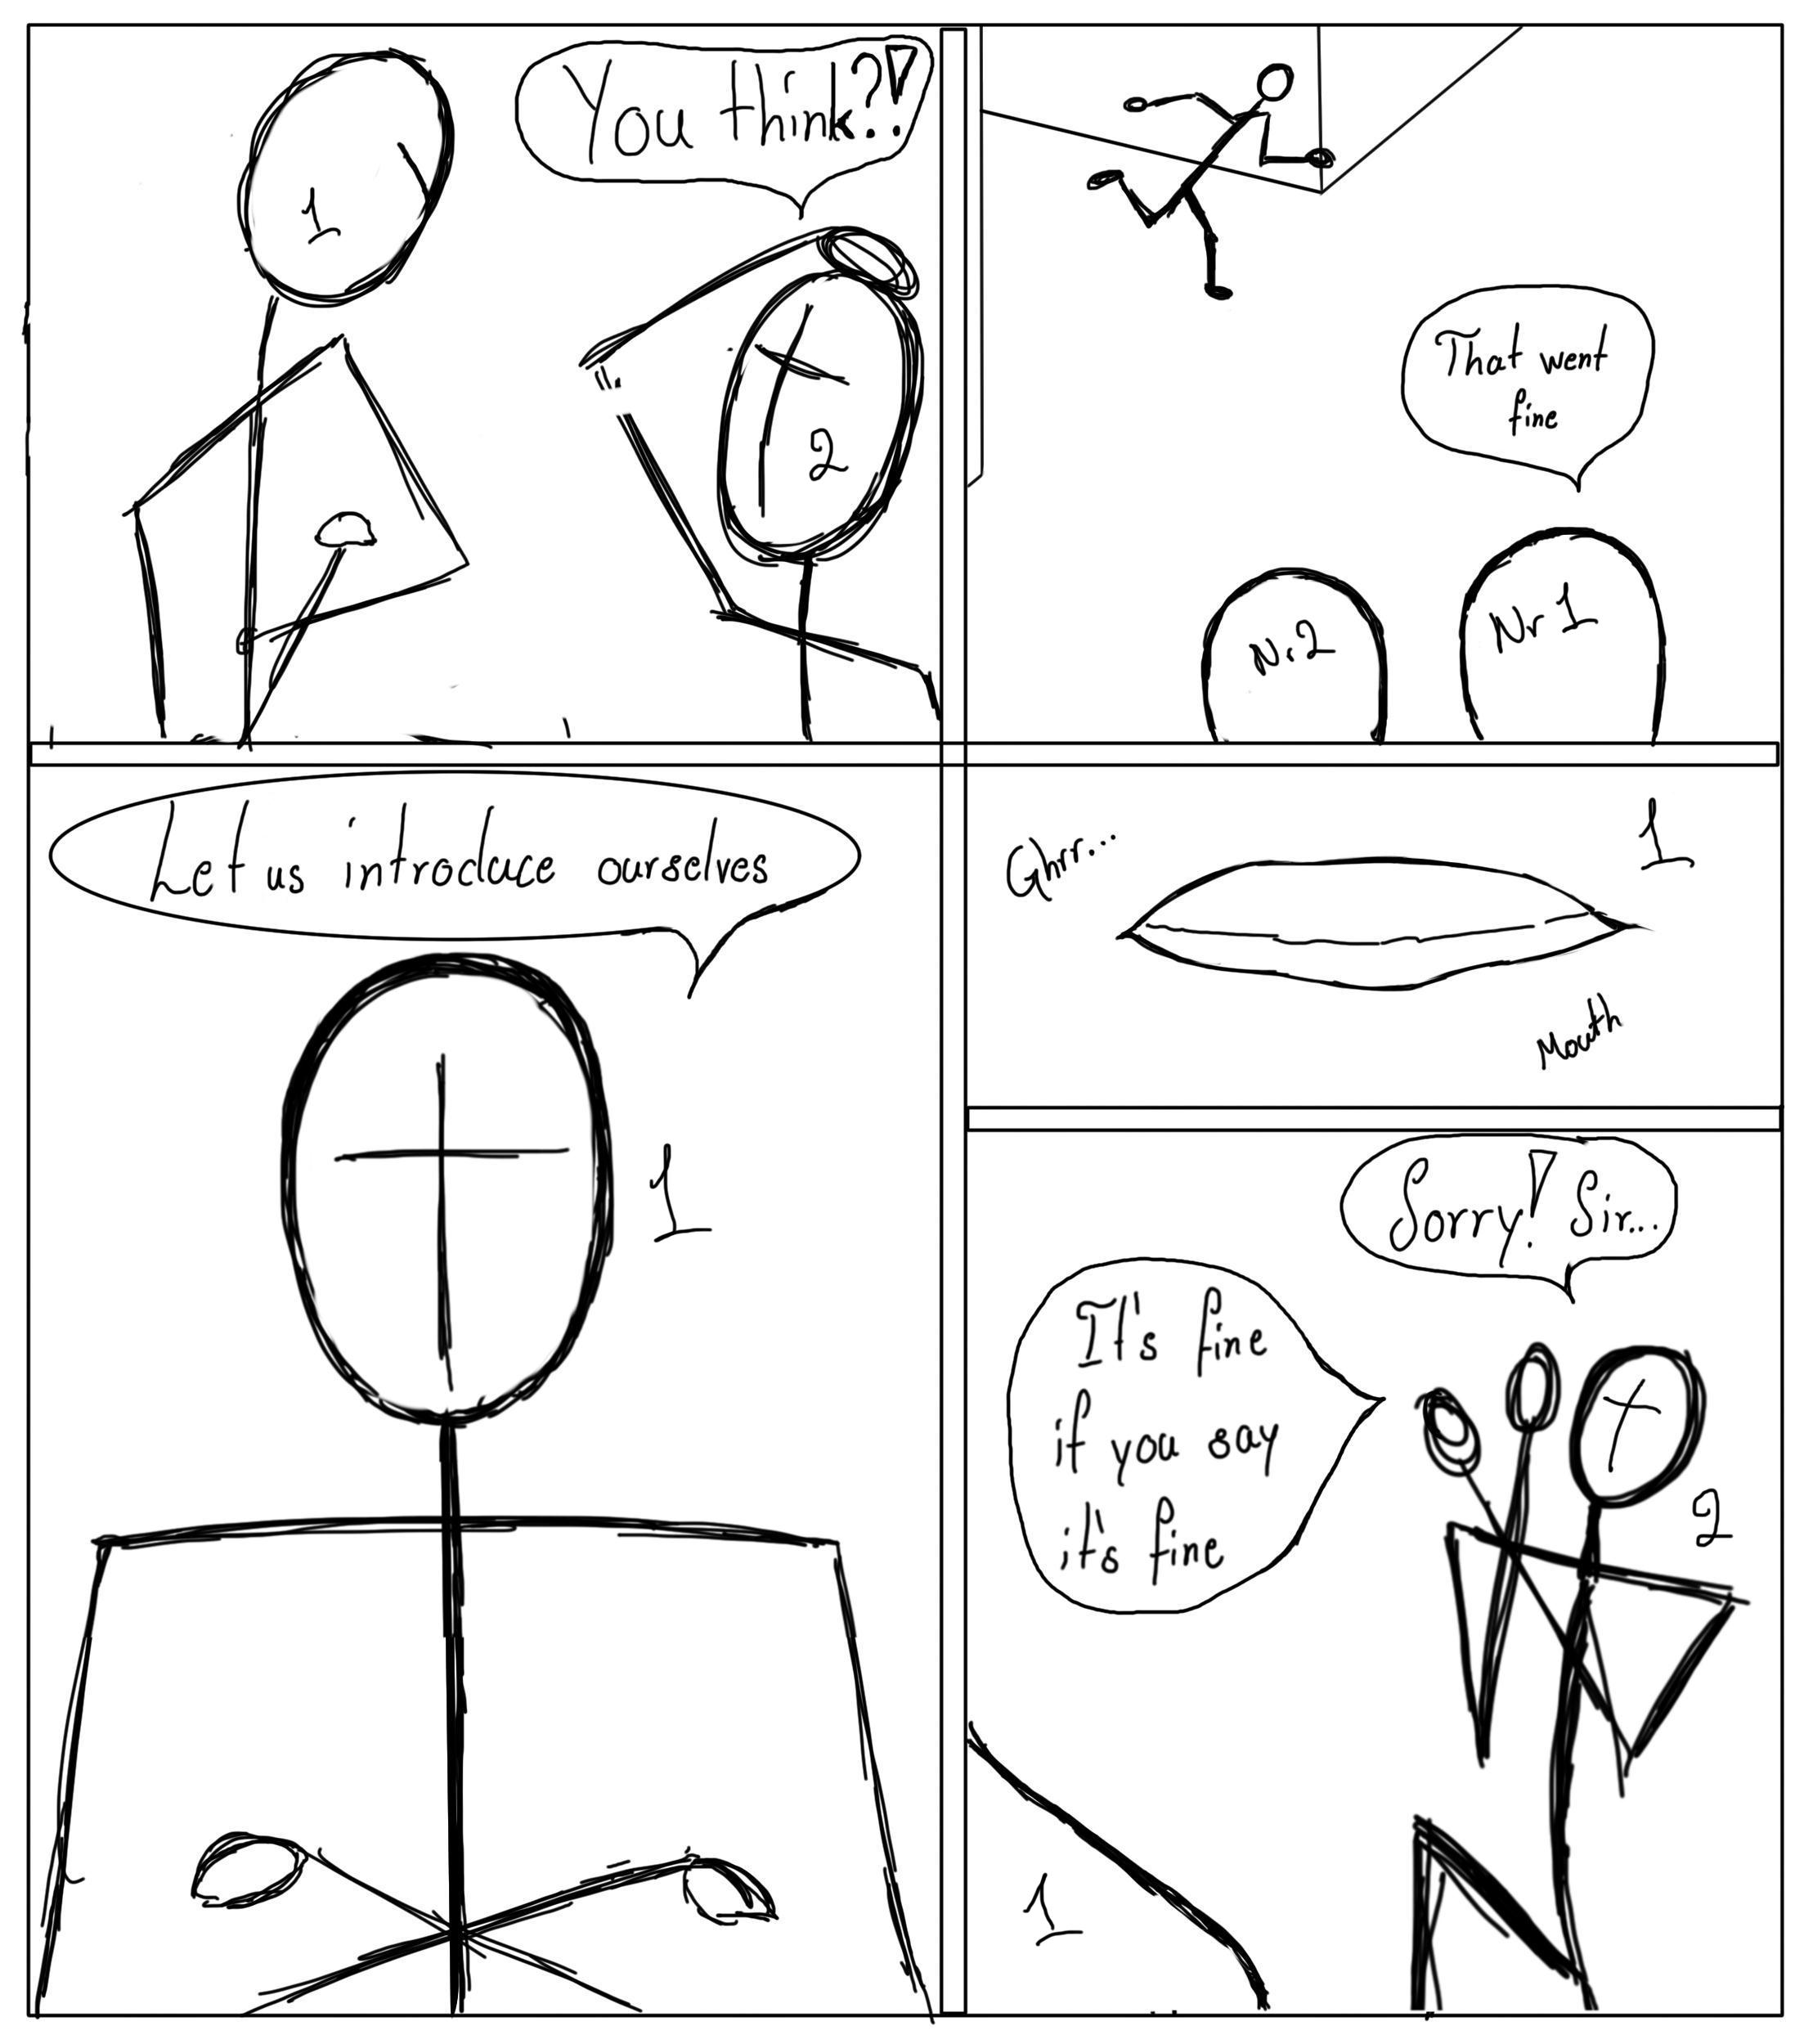 You think?!
1
2
That went
fine
Nr 2
Nr 1
Let us introduce ourselves
1
Ghrr...
1
Mouth
Sorry! Sir...
It's fine
if you say
it's fine
2
1